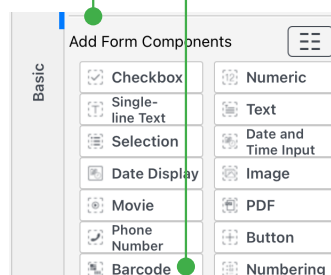 Add Form Components
Basic
Checkbox
Numeric
Single-
line Text
Text
Selection
Date and
Time Input
Date Display
Image
Movie
PDF
Phone
Number
Button
Barcode
Numbering